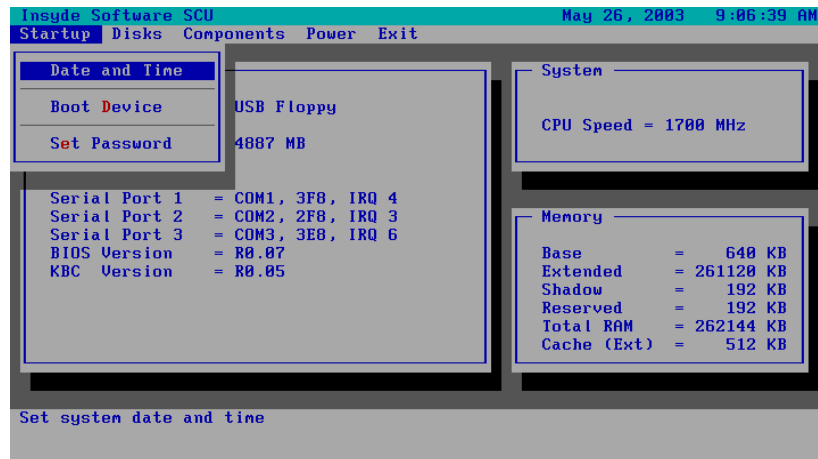 Insyde Software SCU May 26, 2003 9:06:39 AM
Startup Disks Components Power Exit
Date and Time
Boot Device
Set Password
USB Floppy
4887 MB
Serial Port 1 = COM1, 3F8, IRQ 4
Serial Port 2 = COM2, 2F8, IRQ 3
Serial Port 3 = COM3, 3E8, IRQ 6
BIOS Version = R0.07
KBC Version = R0.05
System
CPU Speed = 1700 MHz
Memory
Base = 640 KB
Extended = 261120 KB
Shadow = 192 KB
Reserved = 192 KB
Total RAM = 262144 KB
Cache (Ext) = 512 KB
Set system date and time